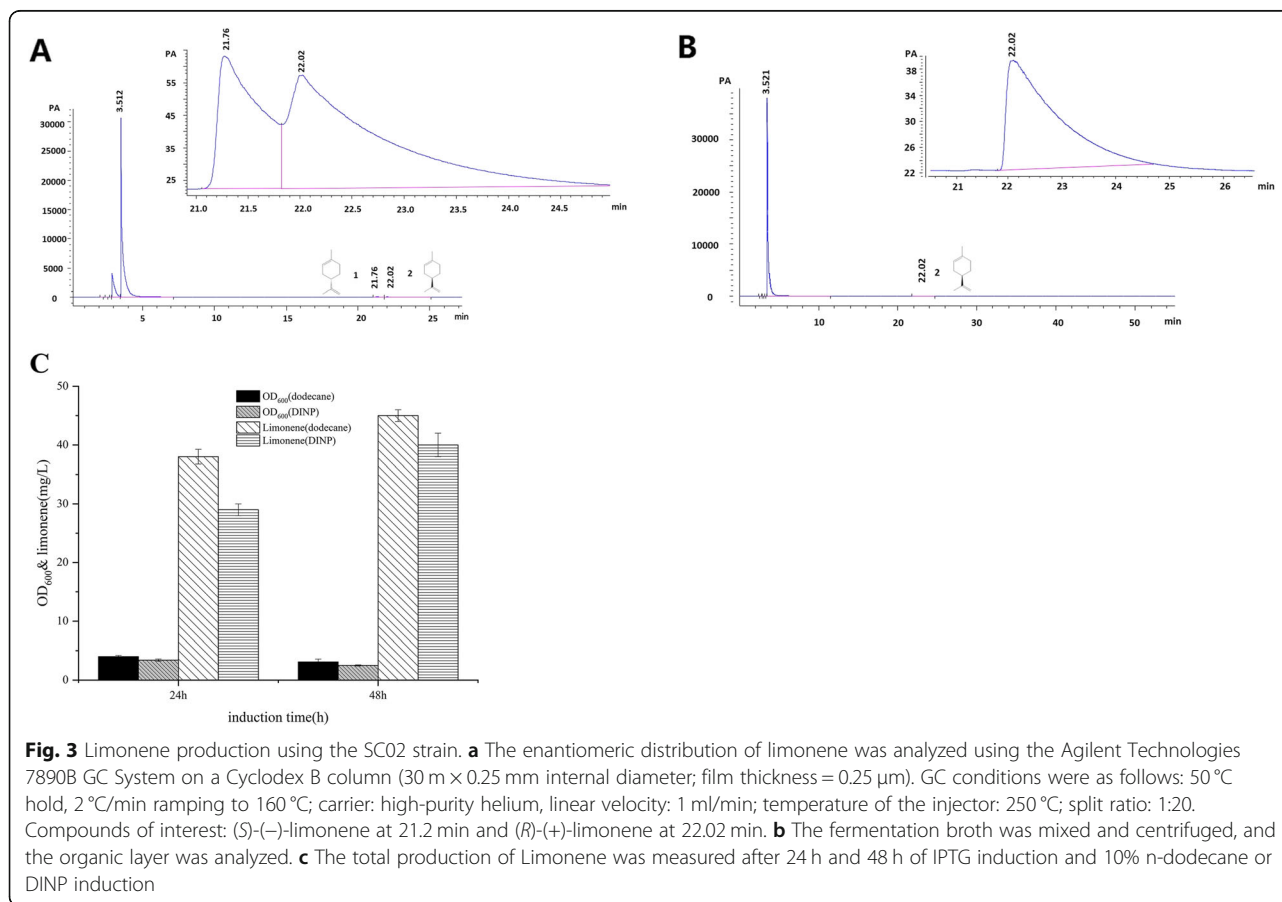 A
PA
30000
25000
20000
15000
10000
5000
0
3.512
5
10
15
20
25
min
1
21.76
22.02
2
PA
55
45
35
25
21.76
22.02
21.0
21.5
22.0
22.5
23.0
23.5
24.0
24.5
min
B
PA
30000
20000
10000
0
3.521
10
20
30
40
50
min
22.02
2
PA
38
34
30
26
22
22.02
21
22
23
24
25
26
min
C
OD600& limonene(mg/L)
50
40
30
20
10
0
OD600(dodecane)
OD600(DINP)
Limonene(dodecane)
Limonene(DINP)
24h
48h
induction time(h)
Fig. 3 Limonene production using the SC02 strain. a The enantiomeric distribution of limonene was analyzed using the Agilent Technologies
7890B GC System on a Cyclodex B column (30 m × 0.25 mm internal diameter; film thickness = 0.25 μm). GC conditions were as follows: 50 °C
hold, 2 °C/min ramping to 160 °C; carrier: high-purity helium, linear velocity: 1 ml/min; temperature of the injector: 250 °C; split ratio: 1:20.
Compounds of interest: (S)-(−)-limonene at 21.2 min and (R)-(+)-limonene at 22.02 min. b The fermentation broth was mixed and centrifuged, and
the organic layer was analyzed. c The total production of Limonene was measured after 24 h and 48 h of IPTG induction and 10% n-dodecane or
DINP induction